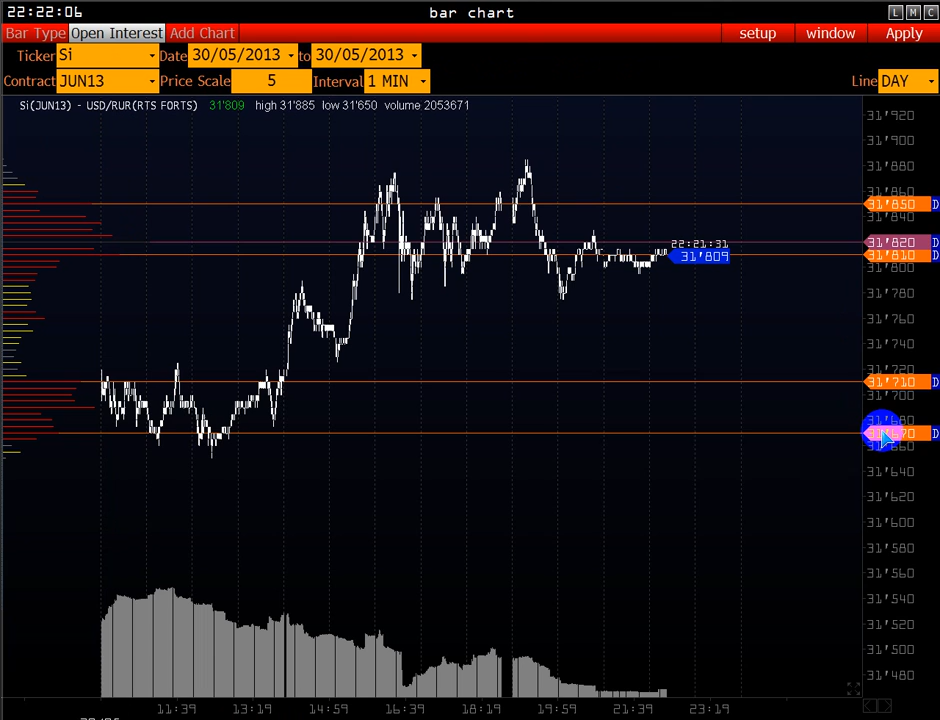 22:22:06 bar chart L M C
Bar Type Open Interest Add Chart setup window Apply
Ticker Si Date 30/05/2013 to 30/05/2013
Contract JUN13 Price Scale 5 Interval 1 MIN Line DAY
Si(JUN13) - USD/RUR(RTS FORTS) 31'809 high 31'885 low 31'650 volume 2053671
31'920
31'900
31'880
31'860
31'850 D
31'840
31'820 D
22:21:31
31'809
31'810 D
31'800
31'780
31'760
31'740
31'720
31'710 D
31'700
31'680
31'670 D
31'660
31'640
31'620
31'600
31'580
31'560
31'540
31'520
31'500
31'480
11:39 13:19 14:59 16:39 18:19 19:59 21:39 23:19